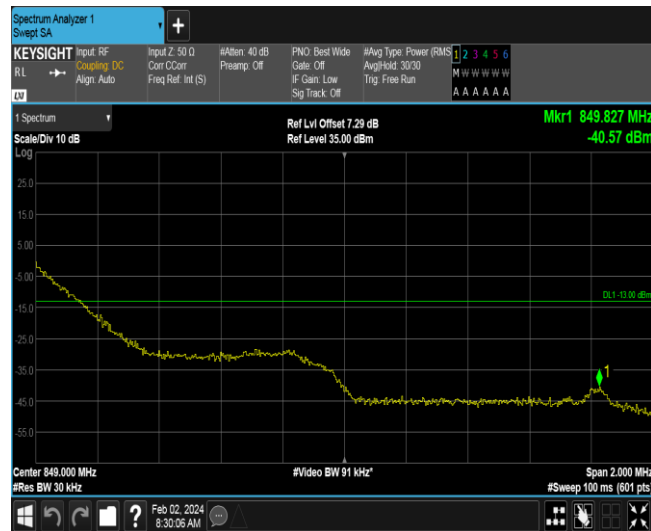 Spectrum Analyzer 1
Swept SA
+
KEYSIGHT
RL
LXI
Input: RF
Coupling: DC
Align: Auto
Input Z: 50 Ω
Corr CCorr
Freq Ref: Int (S)
#Atten: 40 dB
Preamp: Off
PNO: Best Wide
Gate: Off
IF Gain: Low
Sig Track: Off
#Avg Type: Power (RMS
Avg|Hold: 30/30
Trig: Free Run
1 2 3 4 5 6
M W W W W W
A A A A A A
1 Spectrum
Scale/Div 10 dB
Log
Ref Lvl Offset 7.29 dB
Ref Level 35.00 dBm
Mkr1 849.827 MHz
-40.57 dBm
25.0
15.0
5.00
-5.00
DL1 -13.00 dBm
-15.0
-25.0
-35.0
1
-45.0
-55.0
Center 849.000 MHz
#Res BW 30 kHz
#Video BW 91 kHz*
Span 2.000 MHz
#Sweep 100 ms (601 pts)
?
Feb 02, 2024
8:30:06 AM